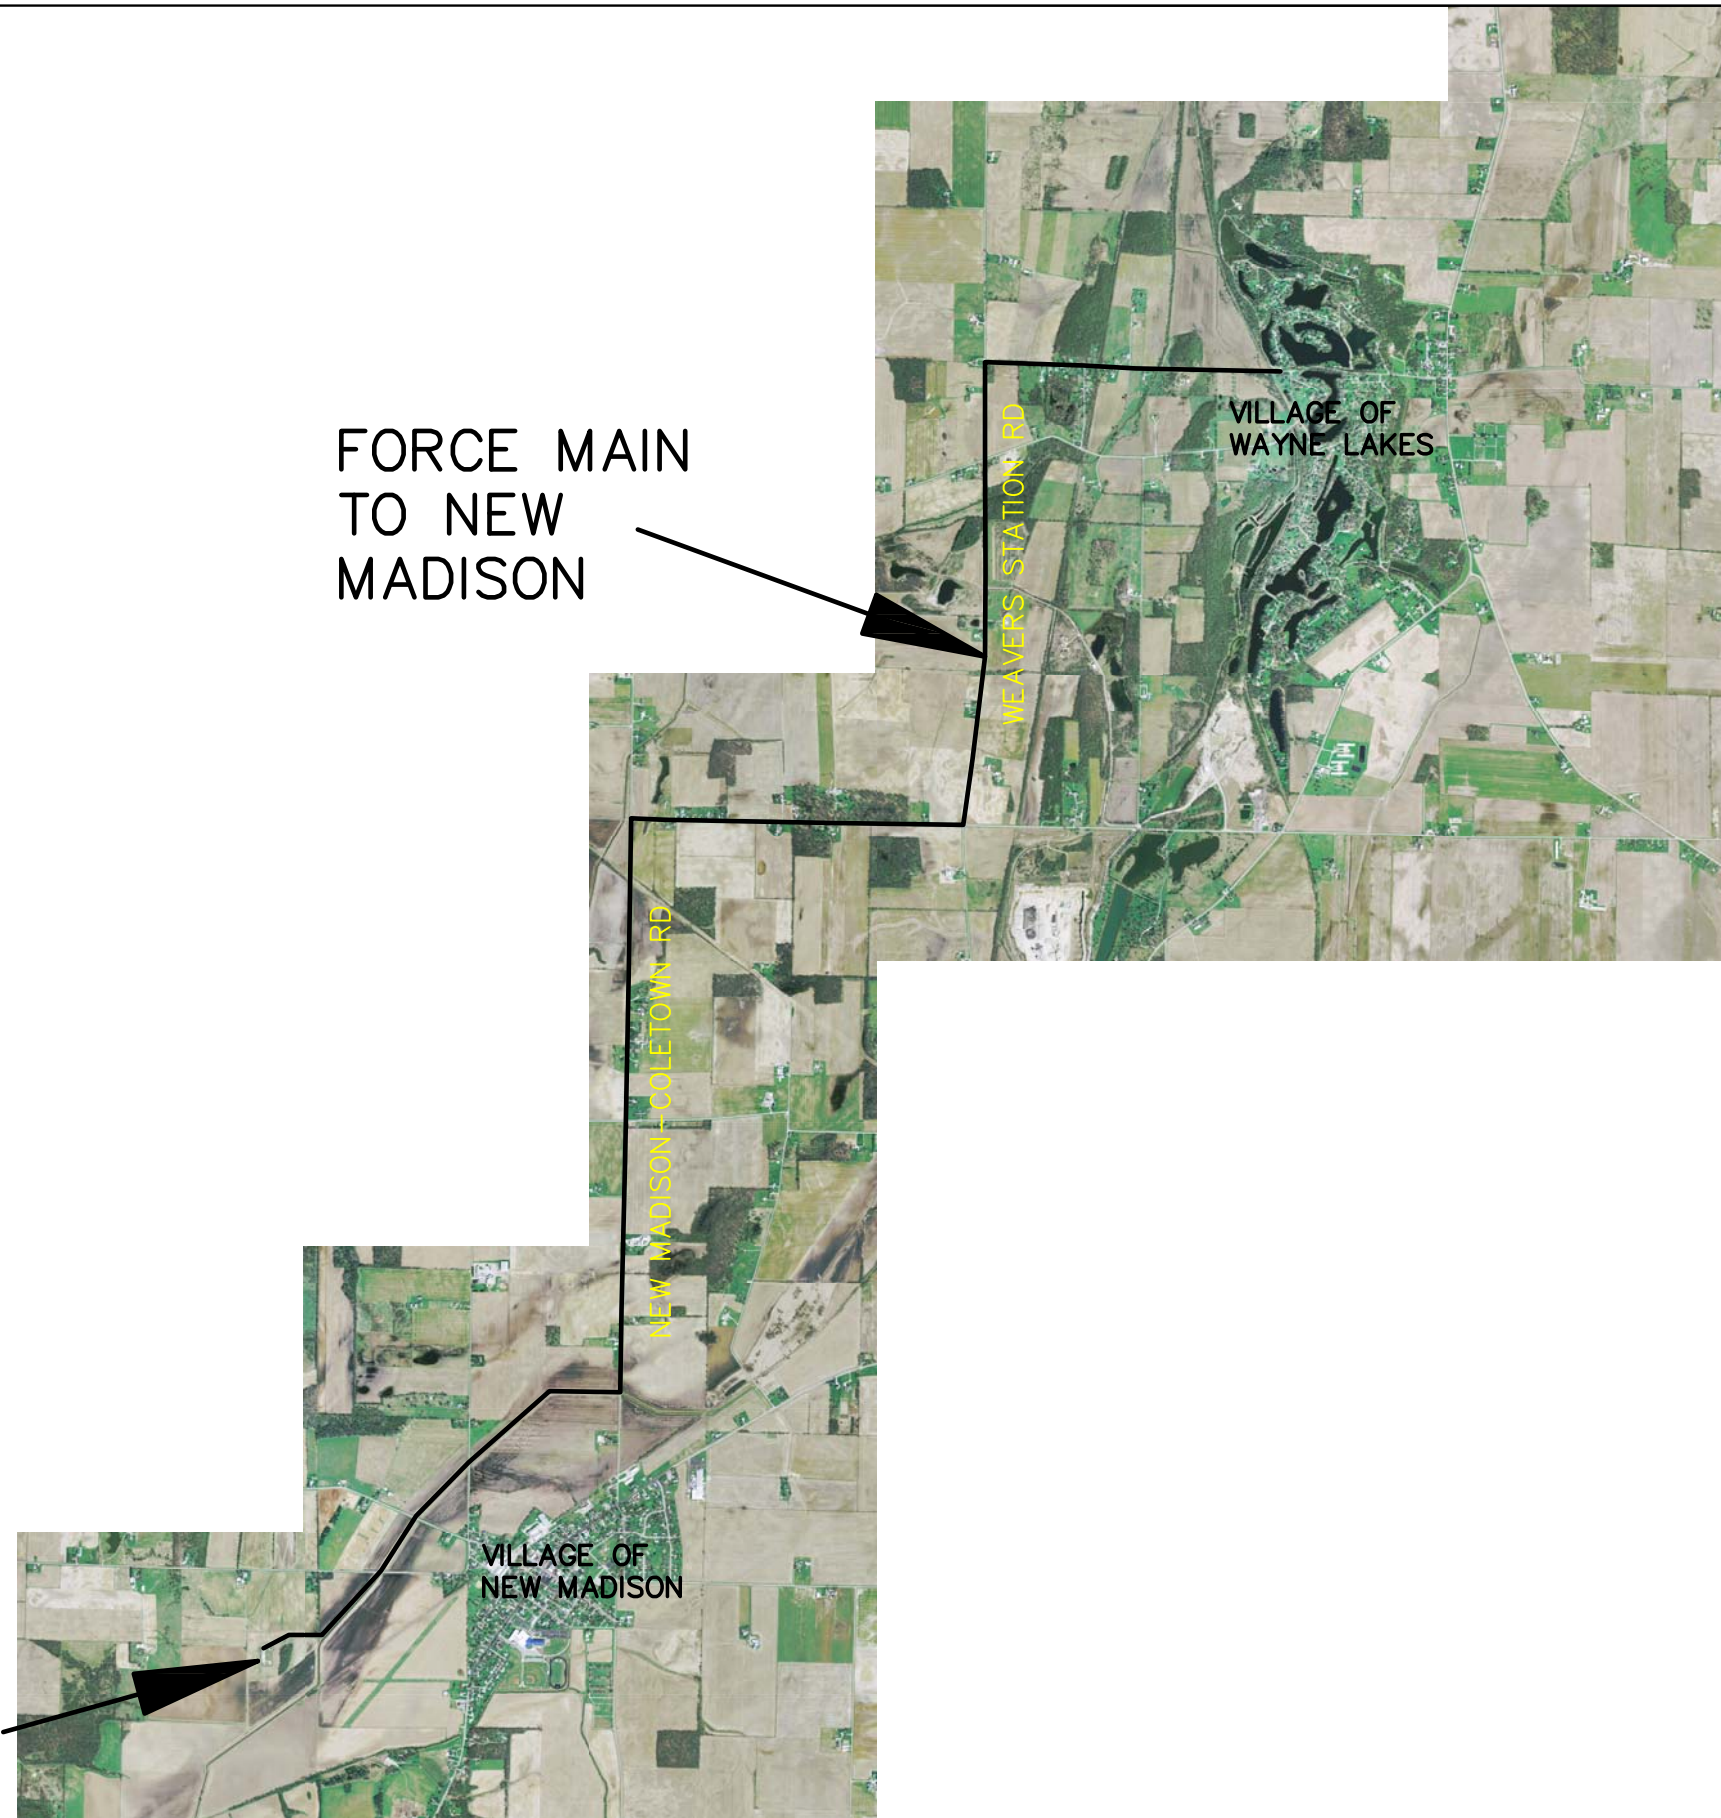 FORCE MAIN
TO NEW
MADISON
VILLAGE OF
WAYNE LAKES
WEAVERS STATION RD
NEW MADISON-COLETOWN RD
VILLAGE OF
NEW MADISON